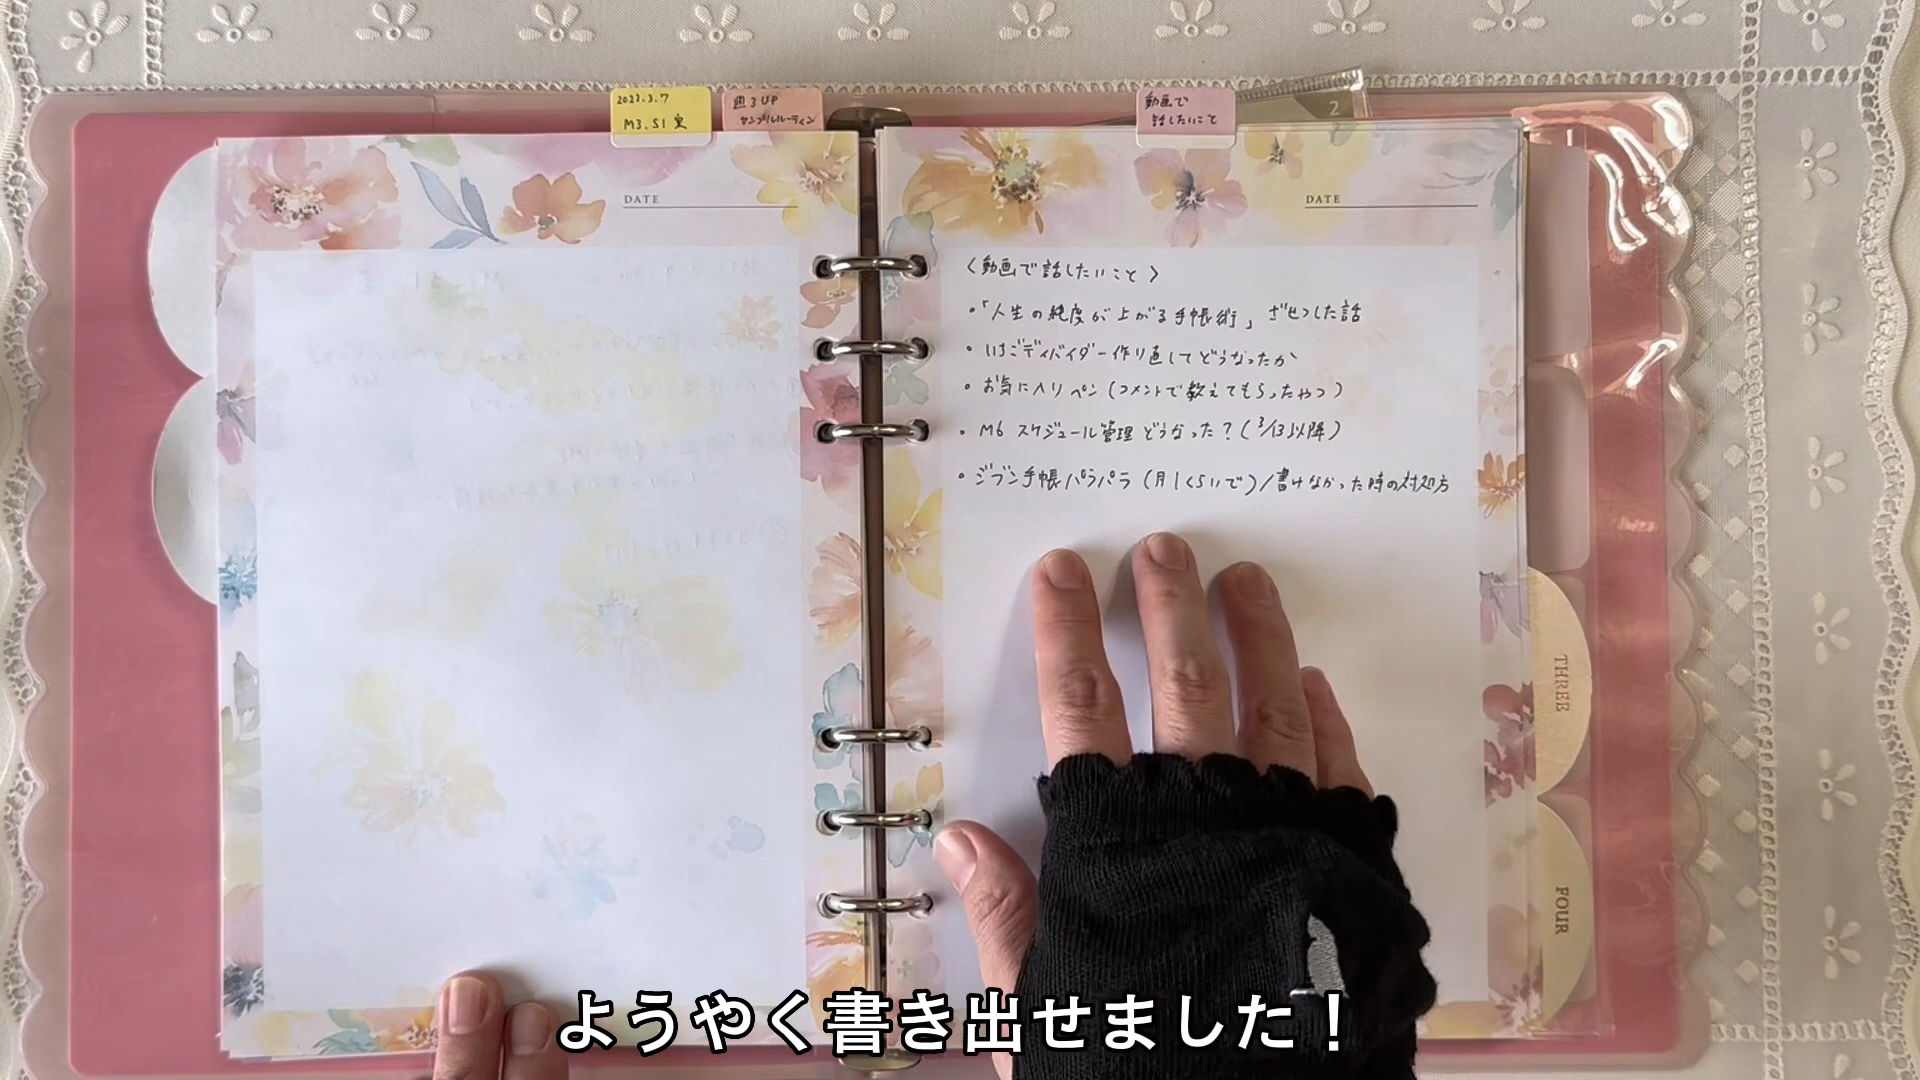 2023.3.7
M3.S1
週3UP
サンプルルーティン
動画で
話したいこと
2
DATE
DATE
〈動画で話したいこと〉
・「人生の純度が上がる手帳術」ざせつした話
・いちごディバイダー作り直してどうなったか
・お気に入りペン(コメントで教えてもらったやつ)
・M6 スケジュール管理どうなった?(3/13以降)
・ジブン手帳パラパラ(月1くらいで)/書けなかった時の対処方
THREE
FOUR
ようやく書き出せました!